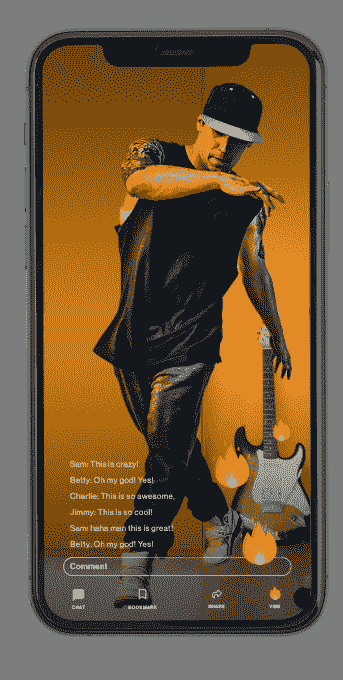 Sam: This is crazy!
Betty: Oh my god! Yes!
Charlie: This is so awesome.
Jimmy: This is so cool!
Sam: haha man this is great!
Betty: Oh my god! Yes!
Comment
CHAT
BOOKMARK
SHARE
VIBE